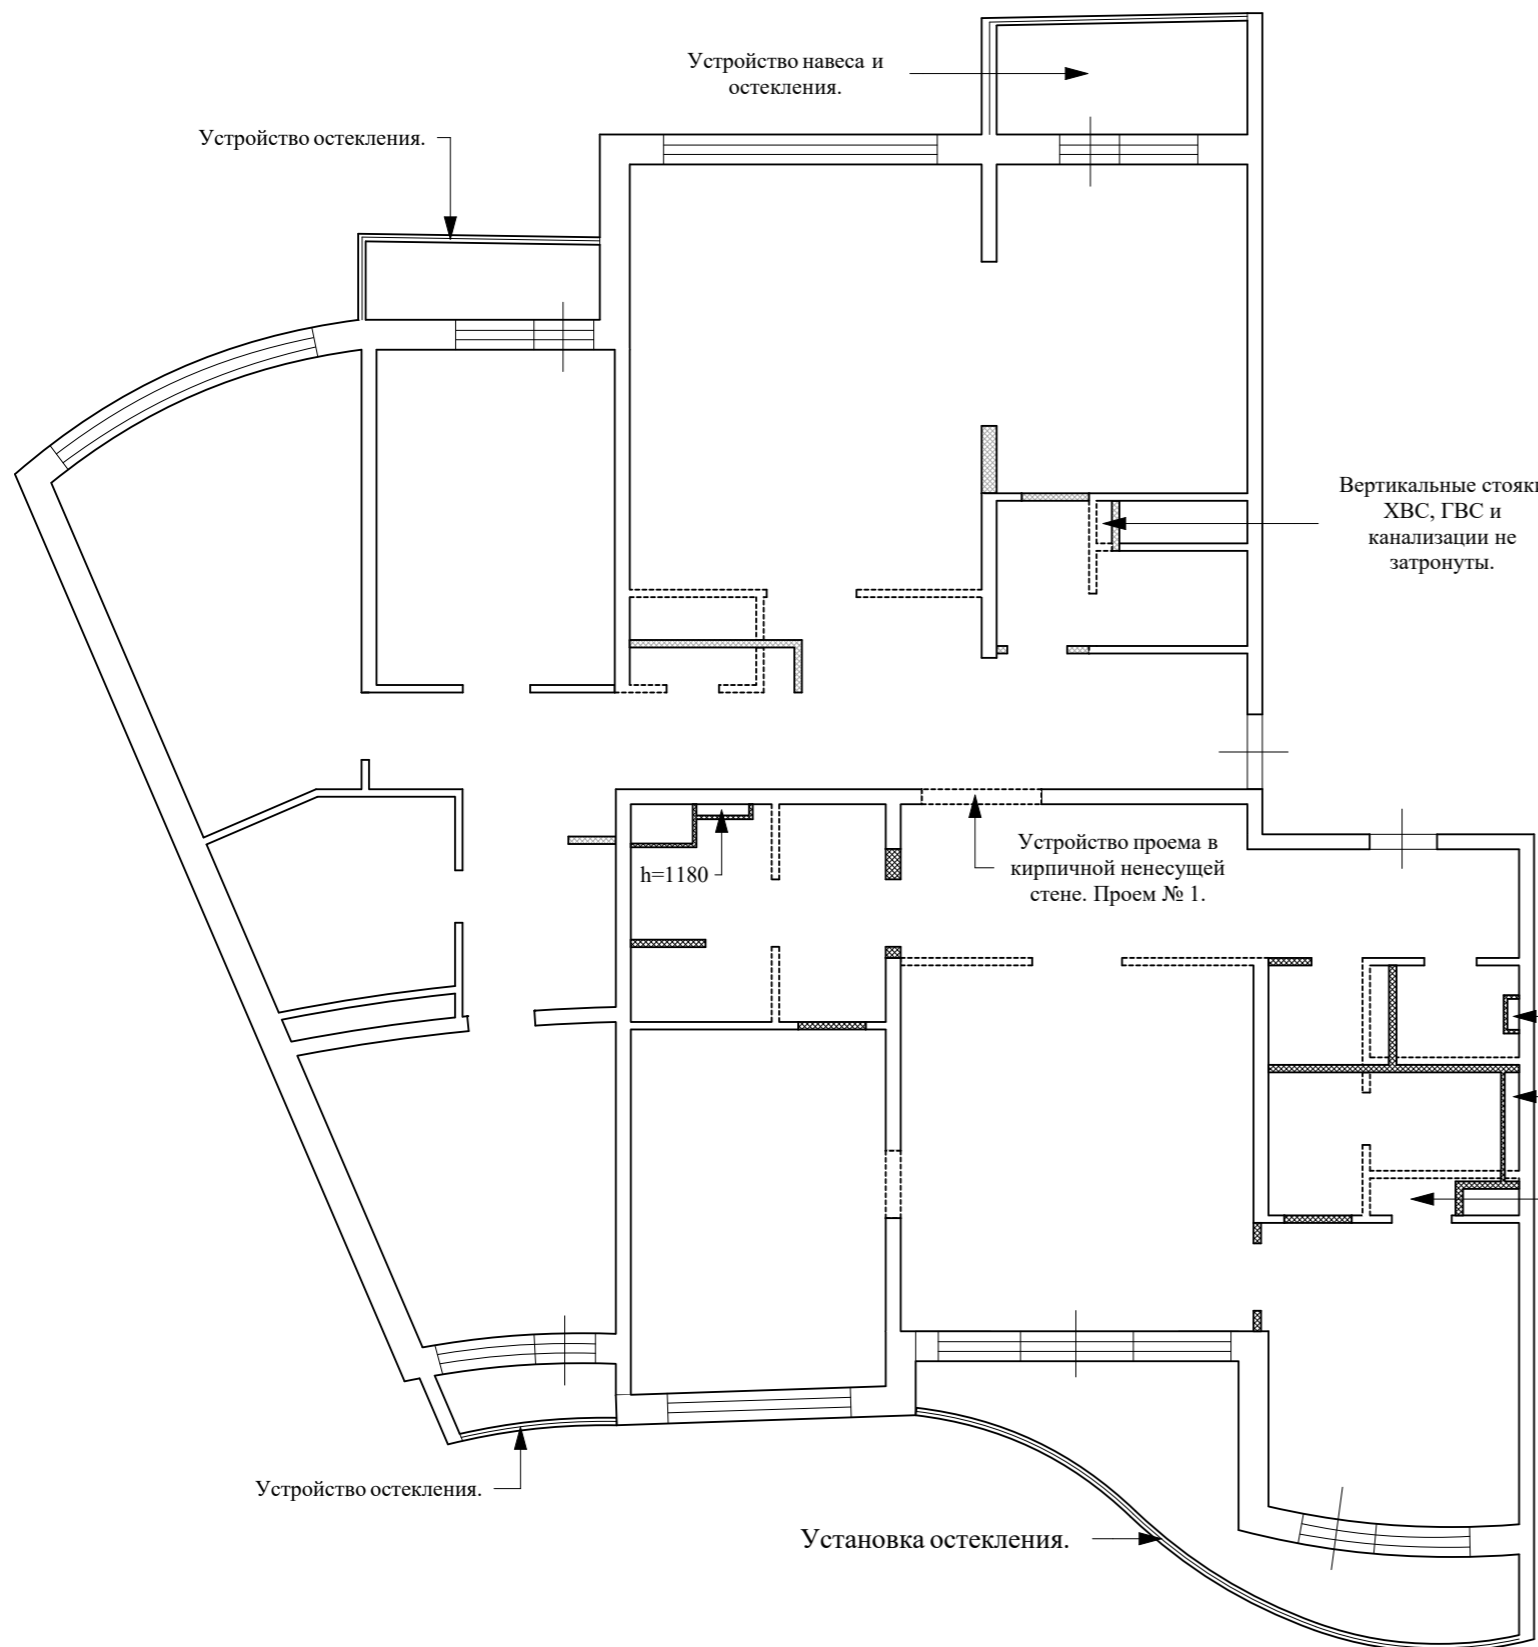 Устройство навеса и
остекления.
Устройство остекления.
Вертикальные стояки
ХВС, ГВС и
канализации не
затронуты.
Устройство проема в
кирпичной ненесущей
стене. Проем № 1.
h=1180
Устройство остекления.
Установка остекления.